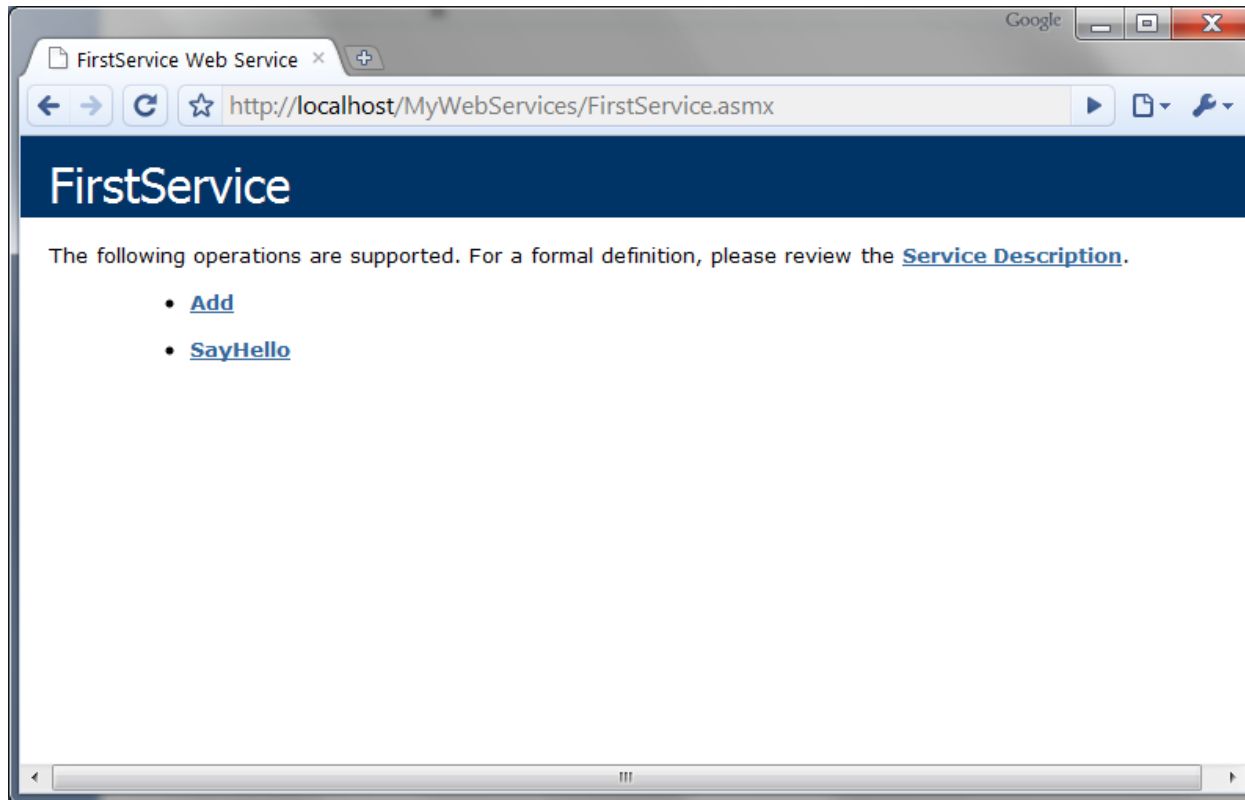 Google
FirstService Web Service
http://localhost/MyWebServices/FirstService.asmx
FirstService
The following operations are supported. For a formal definition, please review the Service Description.
• Add
• SayHello